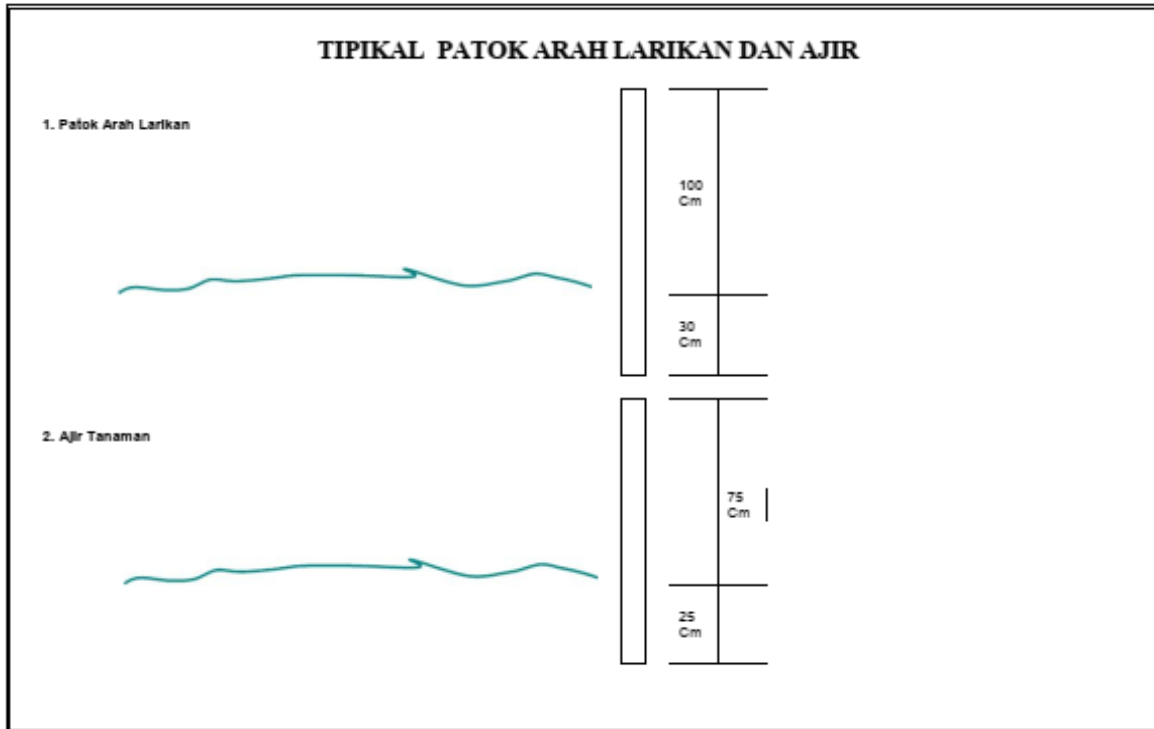 TIPIKAL PATOK ARAH LARIKAN DAN AJIR
1. Patok Arah Larikan
100
Cm
30
Cm
2. Ajir Tanaman
75
Cm
25
Cm